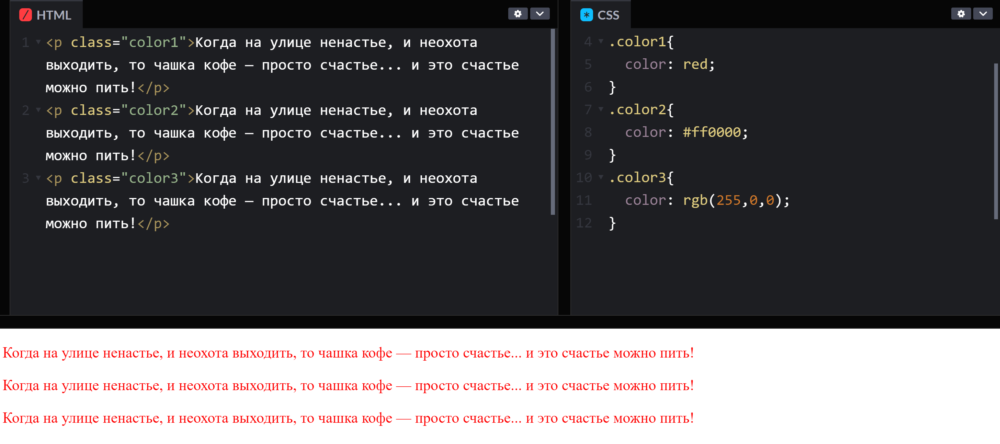 HTML
1 <p class="color1">Когда на улице ненастье, и неохота
выходить, то чашка кофе — просто счастье... и это счастье
можно пить!</p>
2 <p class="color2">Когда на улице ненастье, и неохота
выходить, то чашка кофе — просто счастье... и это счастье
можно пить!</p>
3 <p class="color3">Когда на улице ненастье, и неохота
выходить, то чашка кофе — просто счастье... и это счастье
можно пить!</p>
CSS
4 .color1{
5 color: red;
6 }
7 .color2{
8 color: #ff0000;
9 }
10 .color3{
11 color: rgb(255,0,0);
12 }
Когда на улице ненастье, и неохота выходить, то чашка кофе — просто счастье... и это счастье можно пить!
Когда на улице ненастье, и неохота выходить, то чашка кофе — просто счастье... и это счастье можно пить!
Когда на улице ненастье, и неохота выходить, то чашка кофе — просто счастье... и это счастье можно пить!